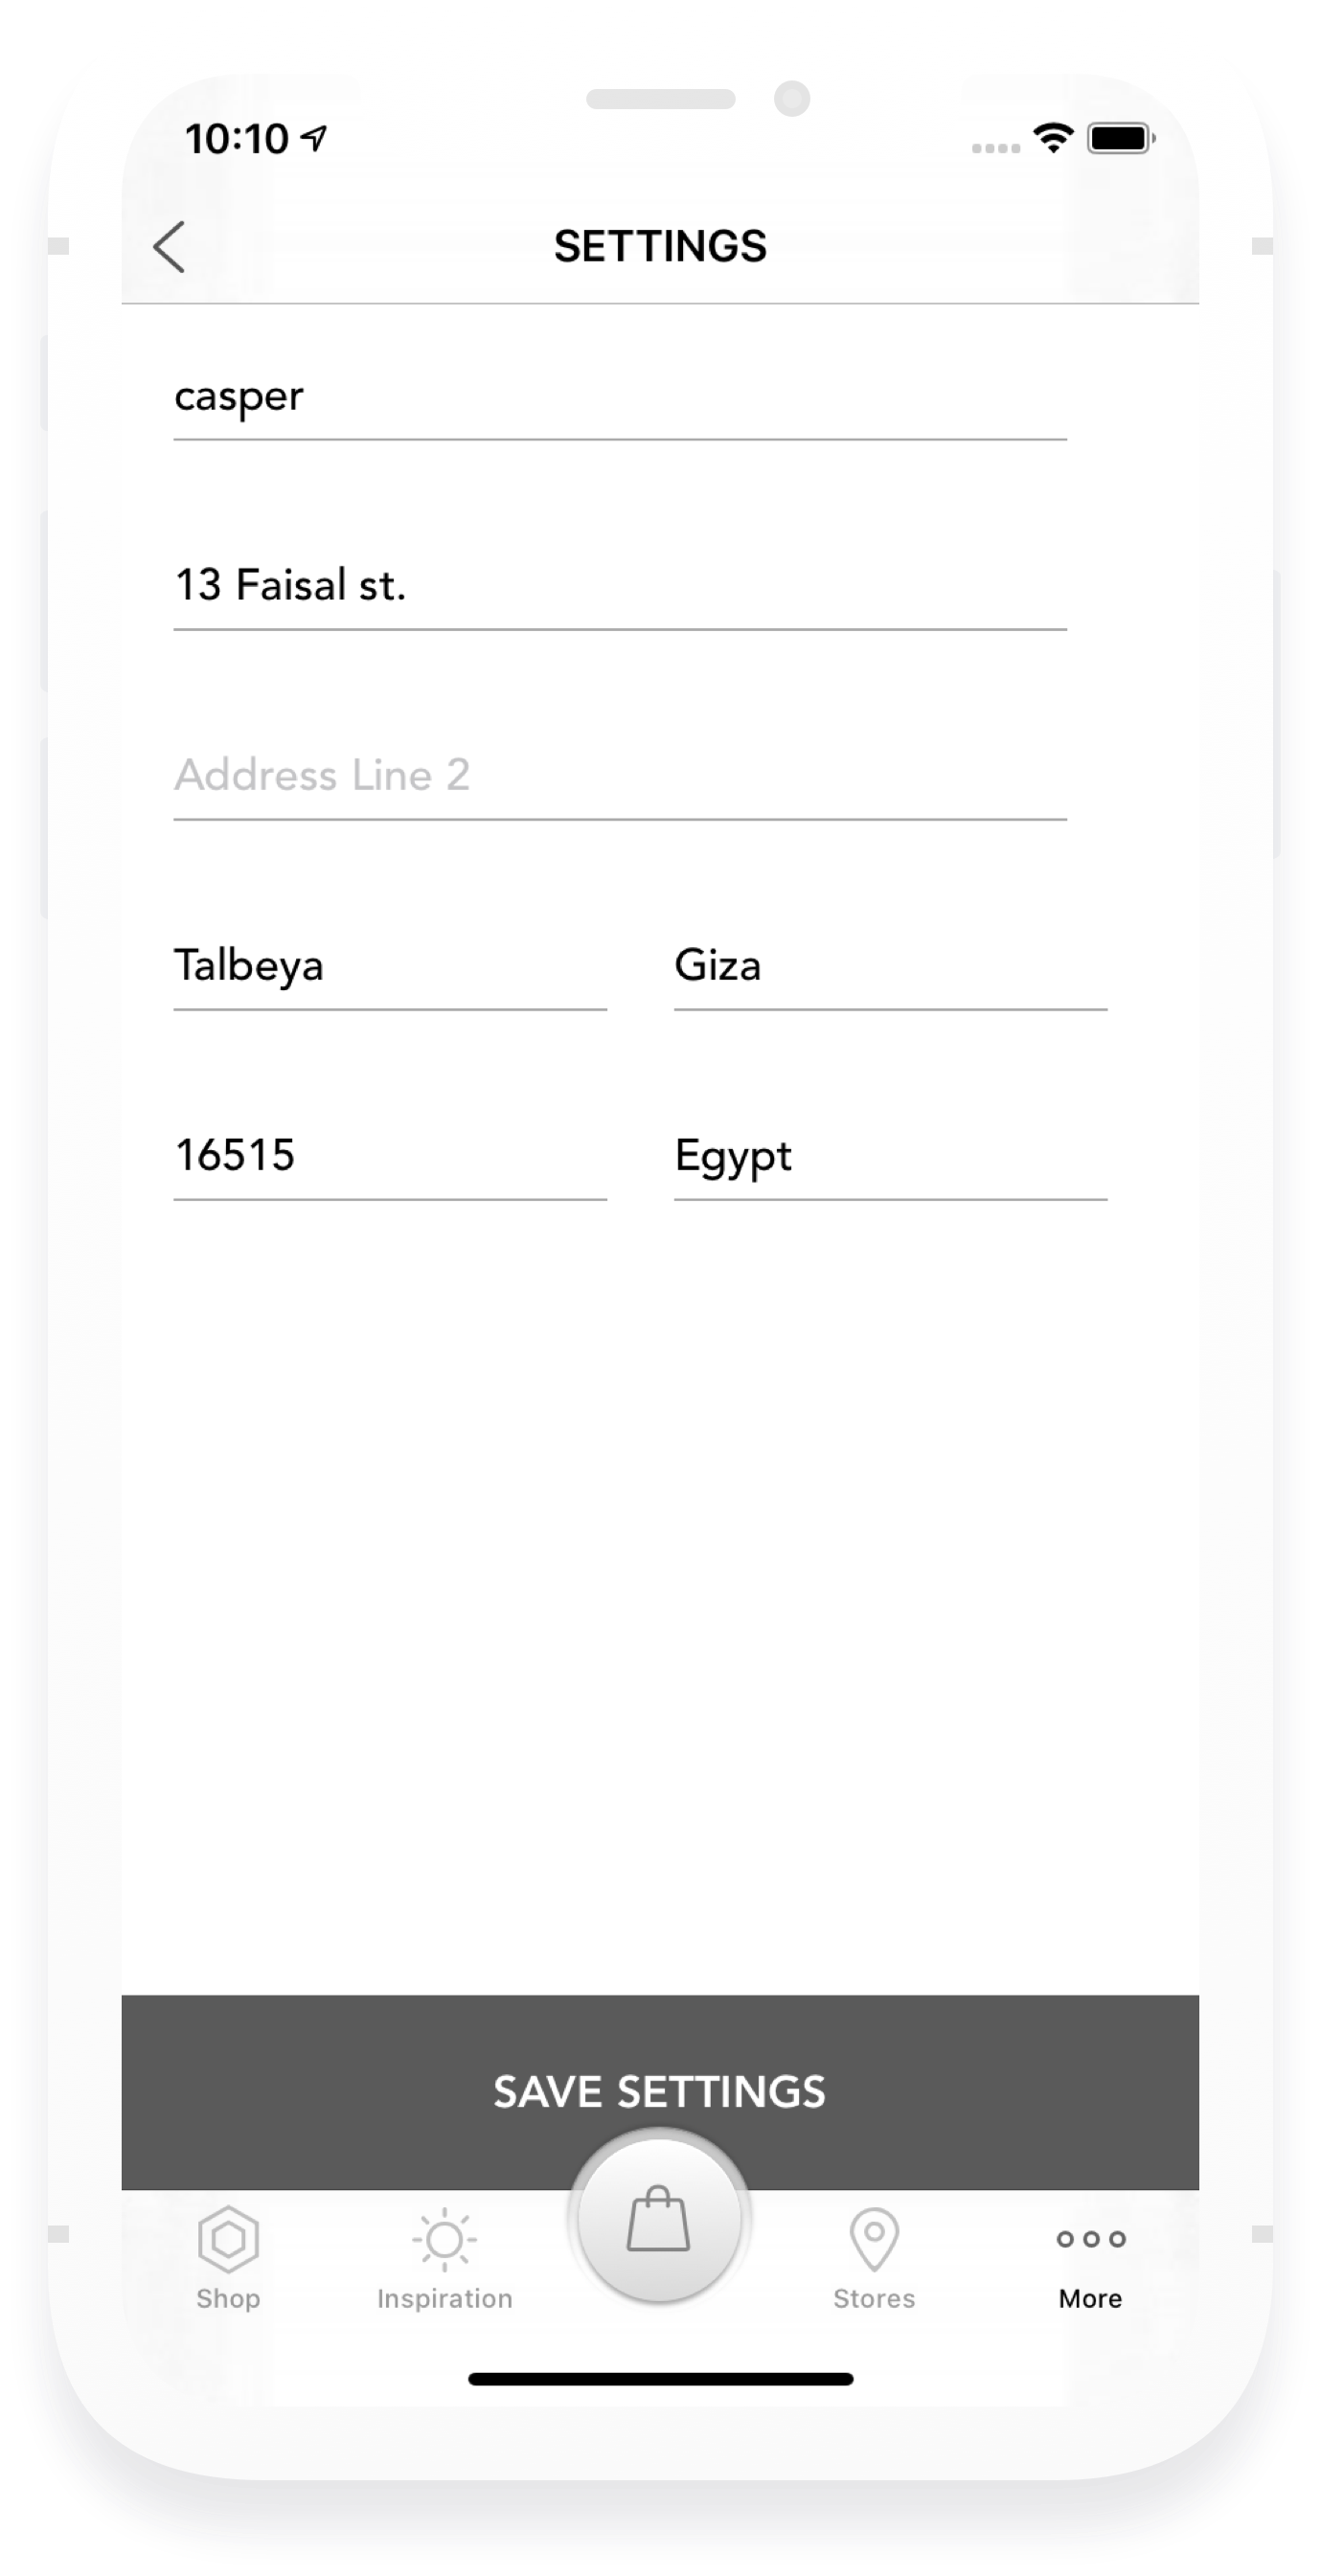 10:10
SETTINGS
casper
13 Faisal st.
Address Line 2
Talbeya Giza
16515 Egypt
SAVE SETTINGS
Shop Inspiration Stores More